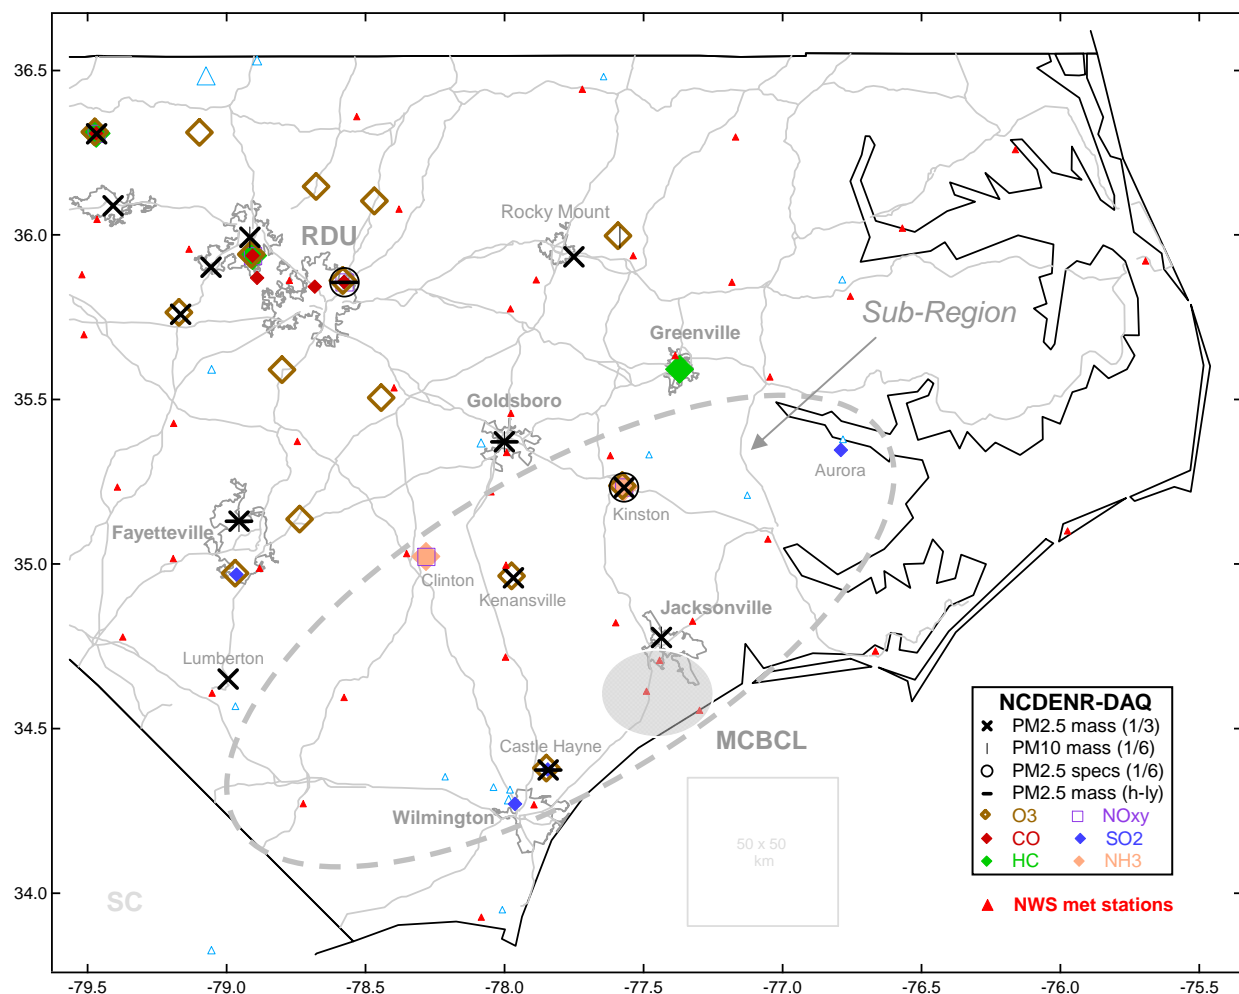 36.5
36.0
35.5
35.0
34.5
34.0
-79.5 -79.0 -78.5 -78.0 -77.5 -77.0 -76.5 -76.0 -75.5
Rocky Mount
RDU
Sub-Region
Greenville
Goldsboro
Aurora
Kinston
Fayetteville
Clinton
Kenansville
Jacksonville
Lumberton
MCBCL
Castle Hayne
Wilmington
50 x 50
km
SC
NCDENR-DAQ
PM2.5 mass (1/3)
PM10 mass (1/6)
PM2.5 specs (1/6)
PM2.5 mass (h-ly)
O3 NOxy
CO SO2
HC NH3
NWS met stations